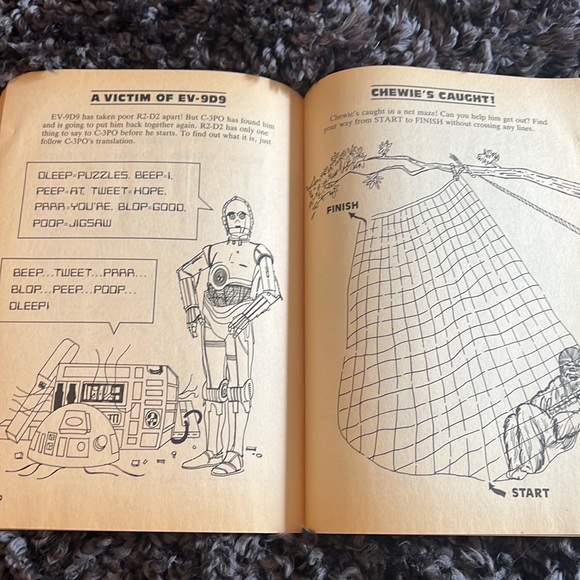 A VICTIM OF EV-9D9
EV-9D9 has taken poor R2-D2 apart! But C-3PO has found him
and is going to put him back together again. R2-D2 has only one
thing to say to C-3PO before he starts. To find out what it is, just
follow C-3PO's translation.
OLEEP=PUZZLES, BEEP=I,
PEEP=AT, TWEET=HOPE,
PRRR=YOU'RE, BLOP=GOOD,
POOP=JIGSAW
BEEP...TWEET...PRRR...
BLOP...PEEP...POOP...
OLEEP!
CHEWIE'S CAUGHT!
Chewie's caught in a net maze! Can you help him get out? Find
your way from START to FINISH without crossing any lines.
FINISH
START